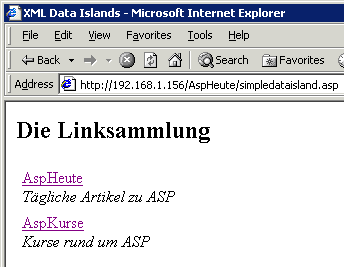 XML Data Islands - Microsoft Internet Explorer
File Edit View Favorites Tools Help
Back Search Favorites
Address http://192.168.1.156/AspHeute/simpledataisland.asp
Die Linksammlung
AspHeute
Tägliche Artikel zu ASP
AspKurse
Kurse rund um ASP